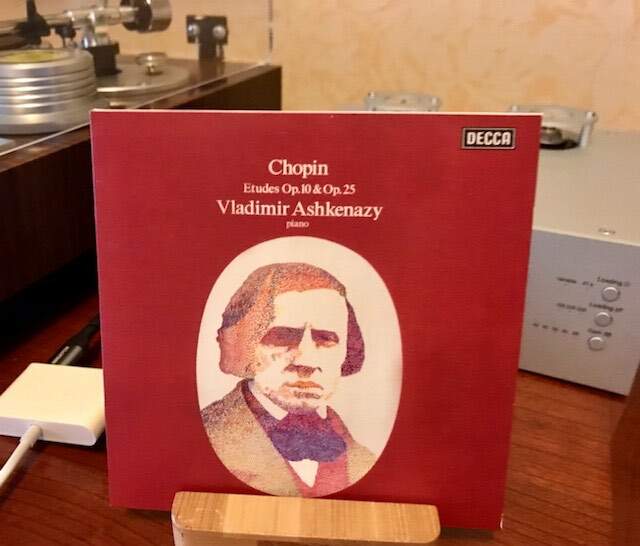 DECCA
Chopin
Etudes Op.10 & Op.25
Vladimir Ashkenazy
piano